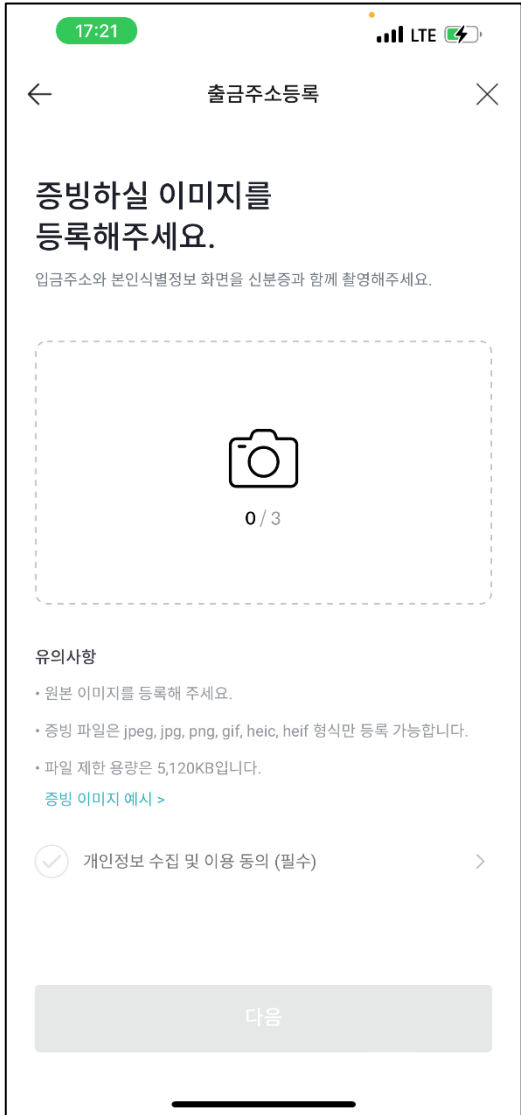 17:21
LTE
출금주소등록
증빙하실 이미지를
등록해주세요.
입금주소와 본인식별정보 화면을 신분증과 함께 촬영해주세요.
0 / 3
유의사항
• 원본 이미지를 등록해 주세요.
• 증빙 파일은 jpeg, jpg, png, gif, heic, heif 형식만 등록 가능합니다.
• 파일 제한 용량은 5,120KB입니다.
증빙 이미지 예시 >
개인정보 수집 및 이용 동의 (필수)
다음